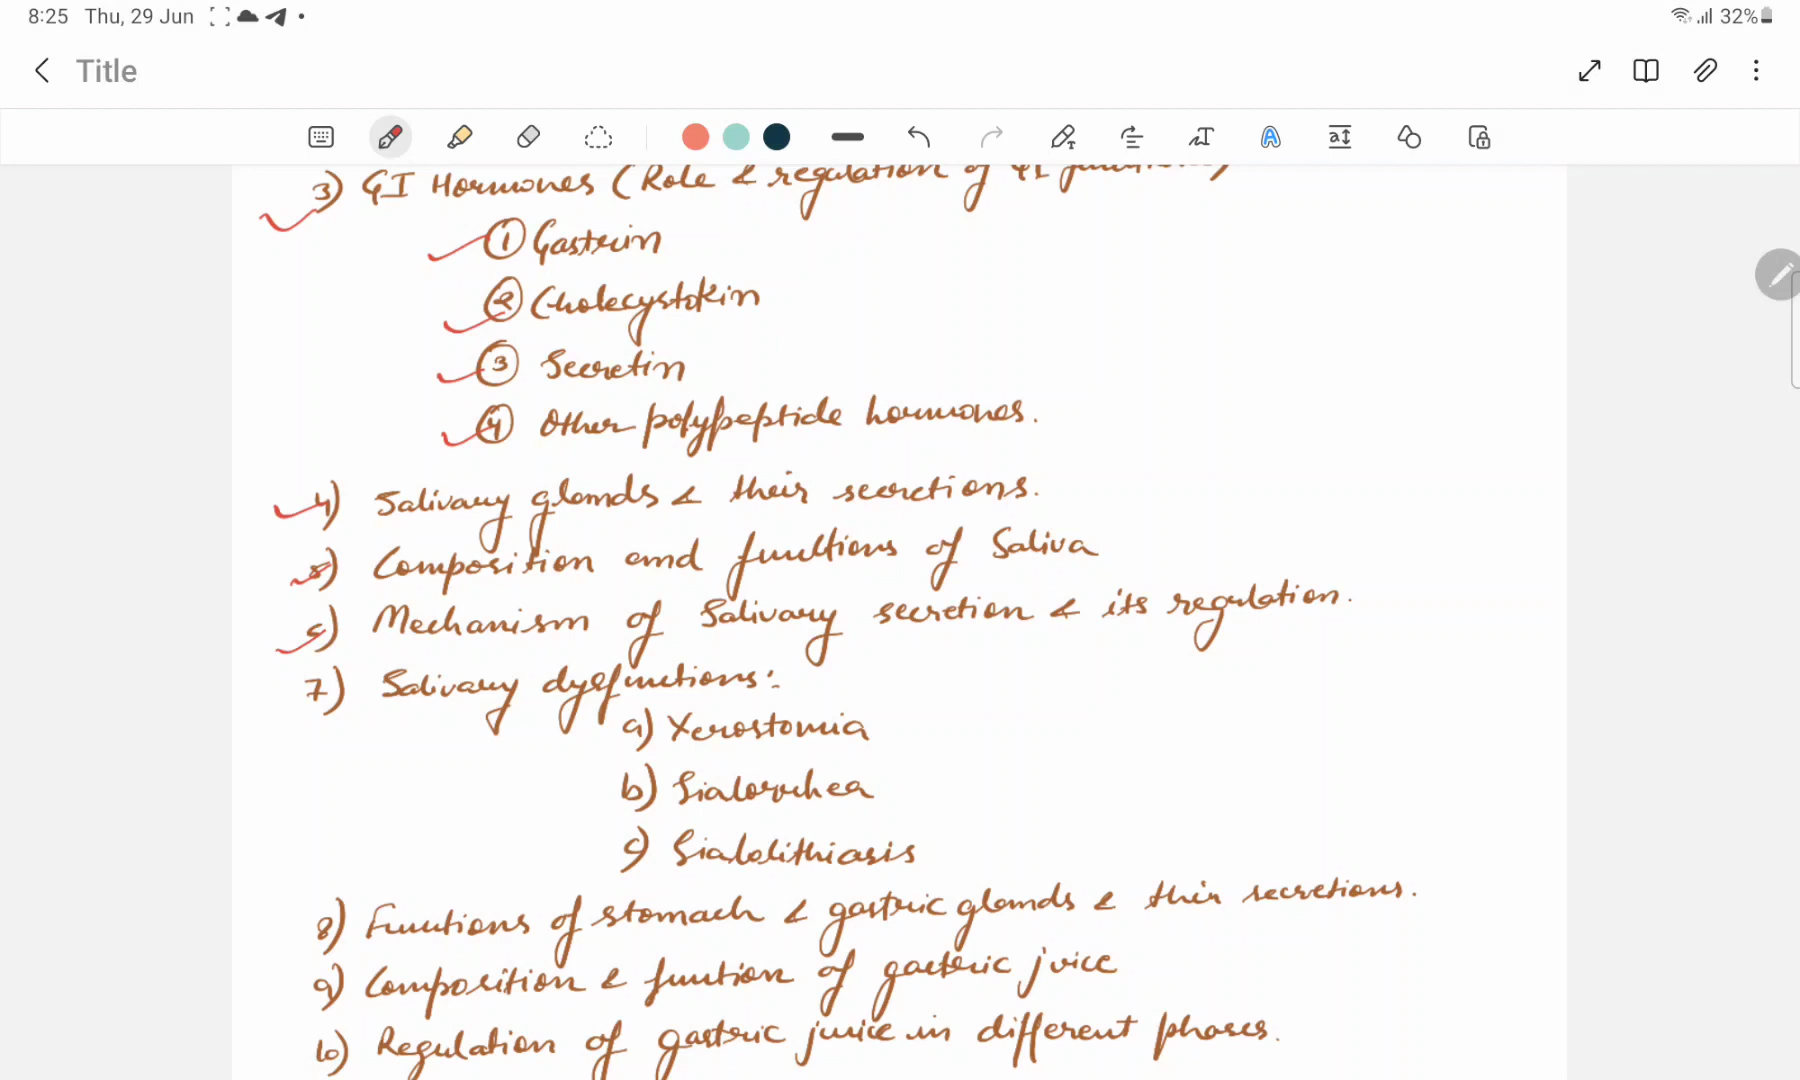 8:25 Thu, 29 Jun
32%
Title
3) GI Hormones (Role & regulation of GI functions)
1 Gastrin
2 Cholecystokin
3 Secretin
4 Other polypeptide hormones.
4) Salivary glands & their secretions.
5) Composition and functions of Saliva
6) Mechanism of Salivary secretion & its regulation.
7) Salivary dysfunctions:-
a) Xerostomia
b) Sialorrhea
c) Sialolithiasis
8) Functions of stomach & gastric glands & their secretions.
9) Composition & function of gastric juice
10) Regulation of gastric juice in different phases.